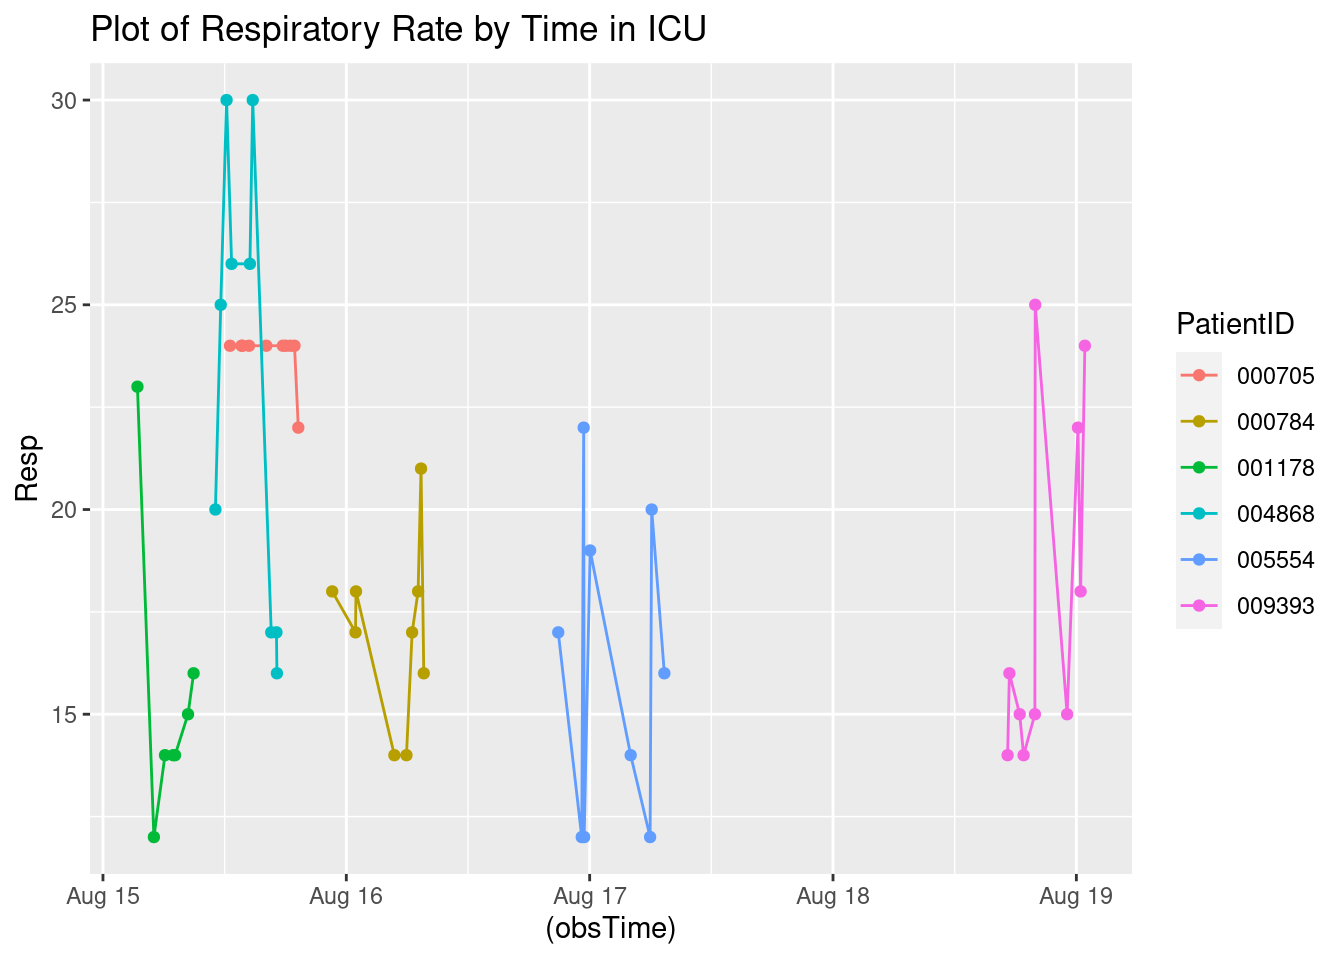 Plot of Respiratory Rate by Time in ICU
30
25
20
15
Resp
Aug 15
Aug 16
Aug 17
Aug 18
Aug 19
(obsTime)
PatientID
000705
000784
001178
004868
005554
009393